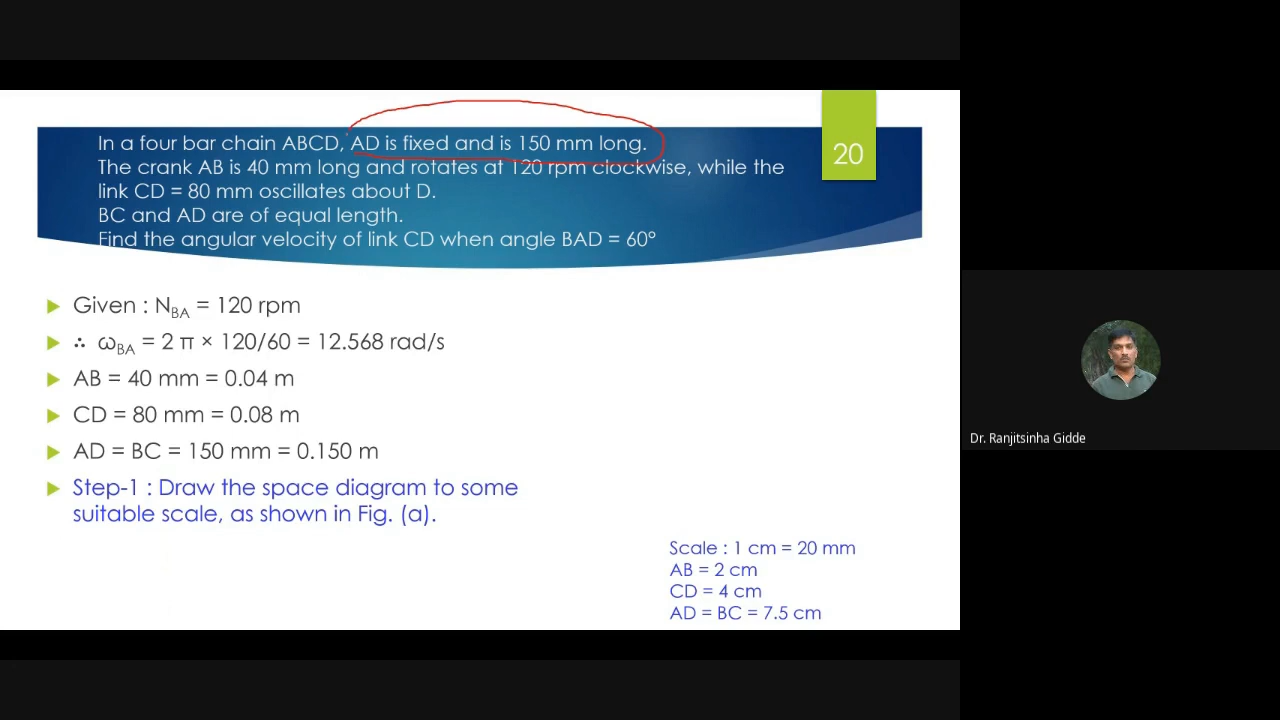 In a four bar chain ABCD, AD is fixed and is 150 mm long.
The crank AB is 40 mm long and rotates at 120 rpm clockwise, while the
link CD = 80 mm oscillates about D.
BC and AD are of equal length.
Find the angular velocity of link CD when angle BAD = 60°
20
Given : NBA = 120 rpm
∴ ωBA = 2 π × 120/60 = 12.568 rad/s
AB = 40 mm = 0.04 m
CD = 80 mm = 0.08 m
AD = BC = 150 mm = 0.150 m
Step-1 : Draw the space diagram to some
suitable scale, as shown in Fig. (a).
Scale : 1 cm = 20 mm
AB = 2 cm
CD = 4 cm
AD = BC = 7.5 cm
Dr. Ranjitsinha Gidde